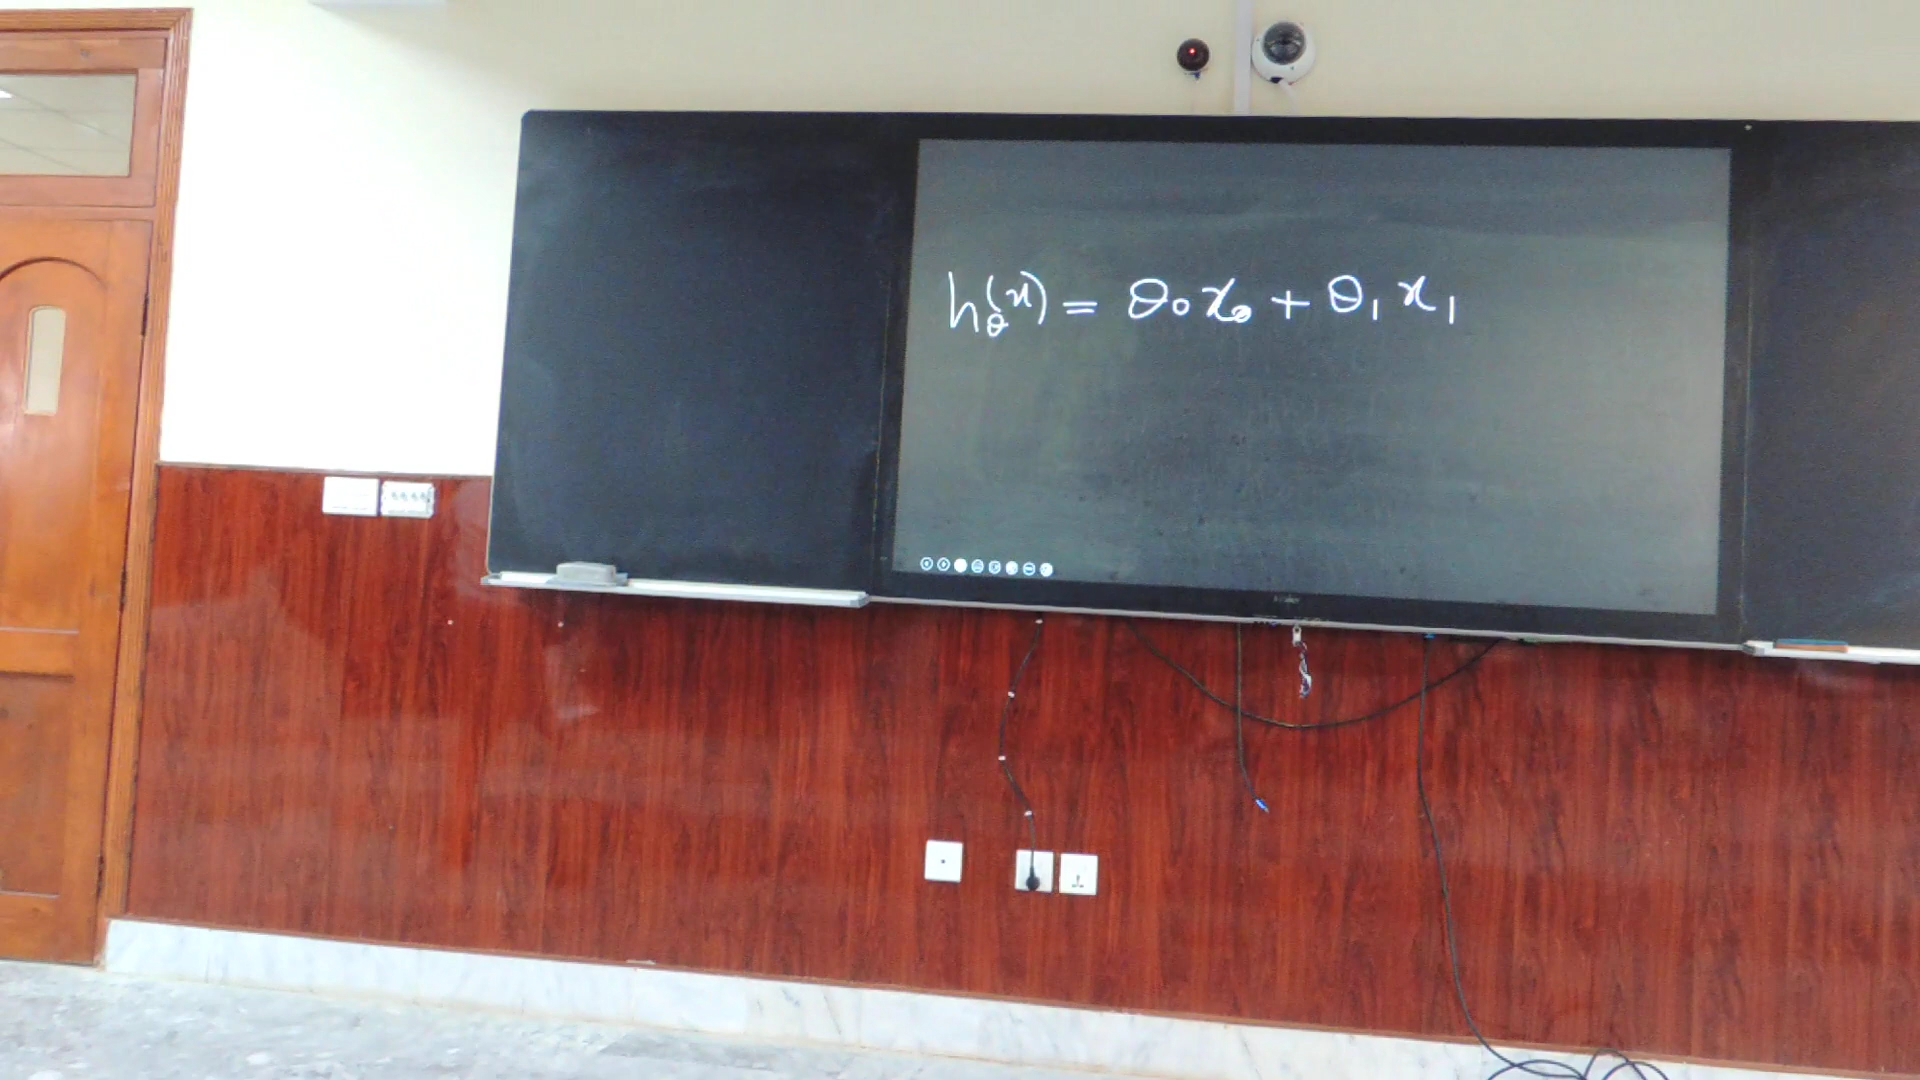 h_θ(x) = θ₀x₀ + θ₁x₁